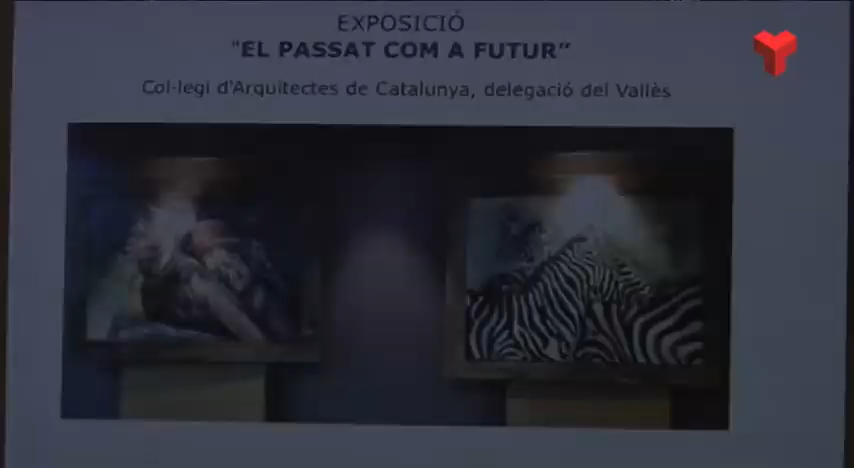 EXPOSICIÓ
"EL PASSAT COM A FUTUR"
Col·legi d'Arquitectes de Catalunya, delegació del Vallès